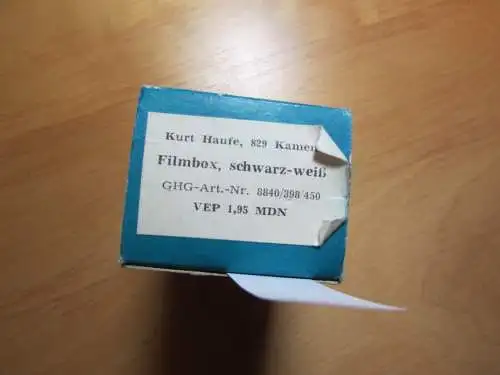 Kurt Haufe, 829 Kamen
Filmbox, schwarz-weiß
GHG-Art.-Nr. 8840/398/450
VEP 1,95 MDN